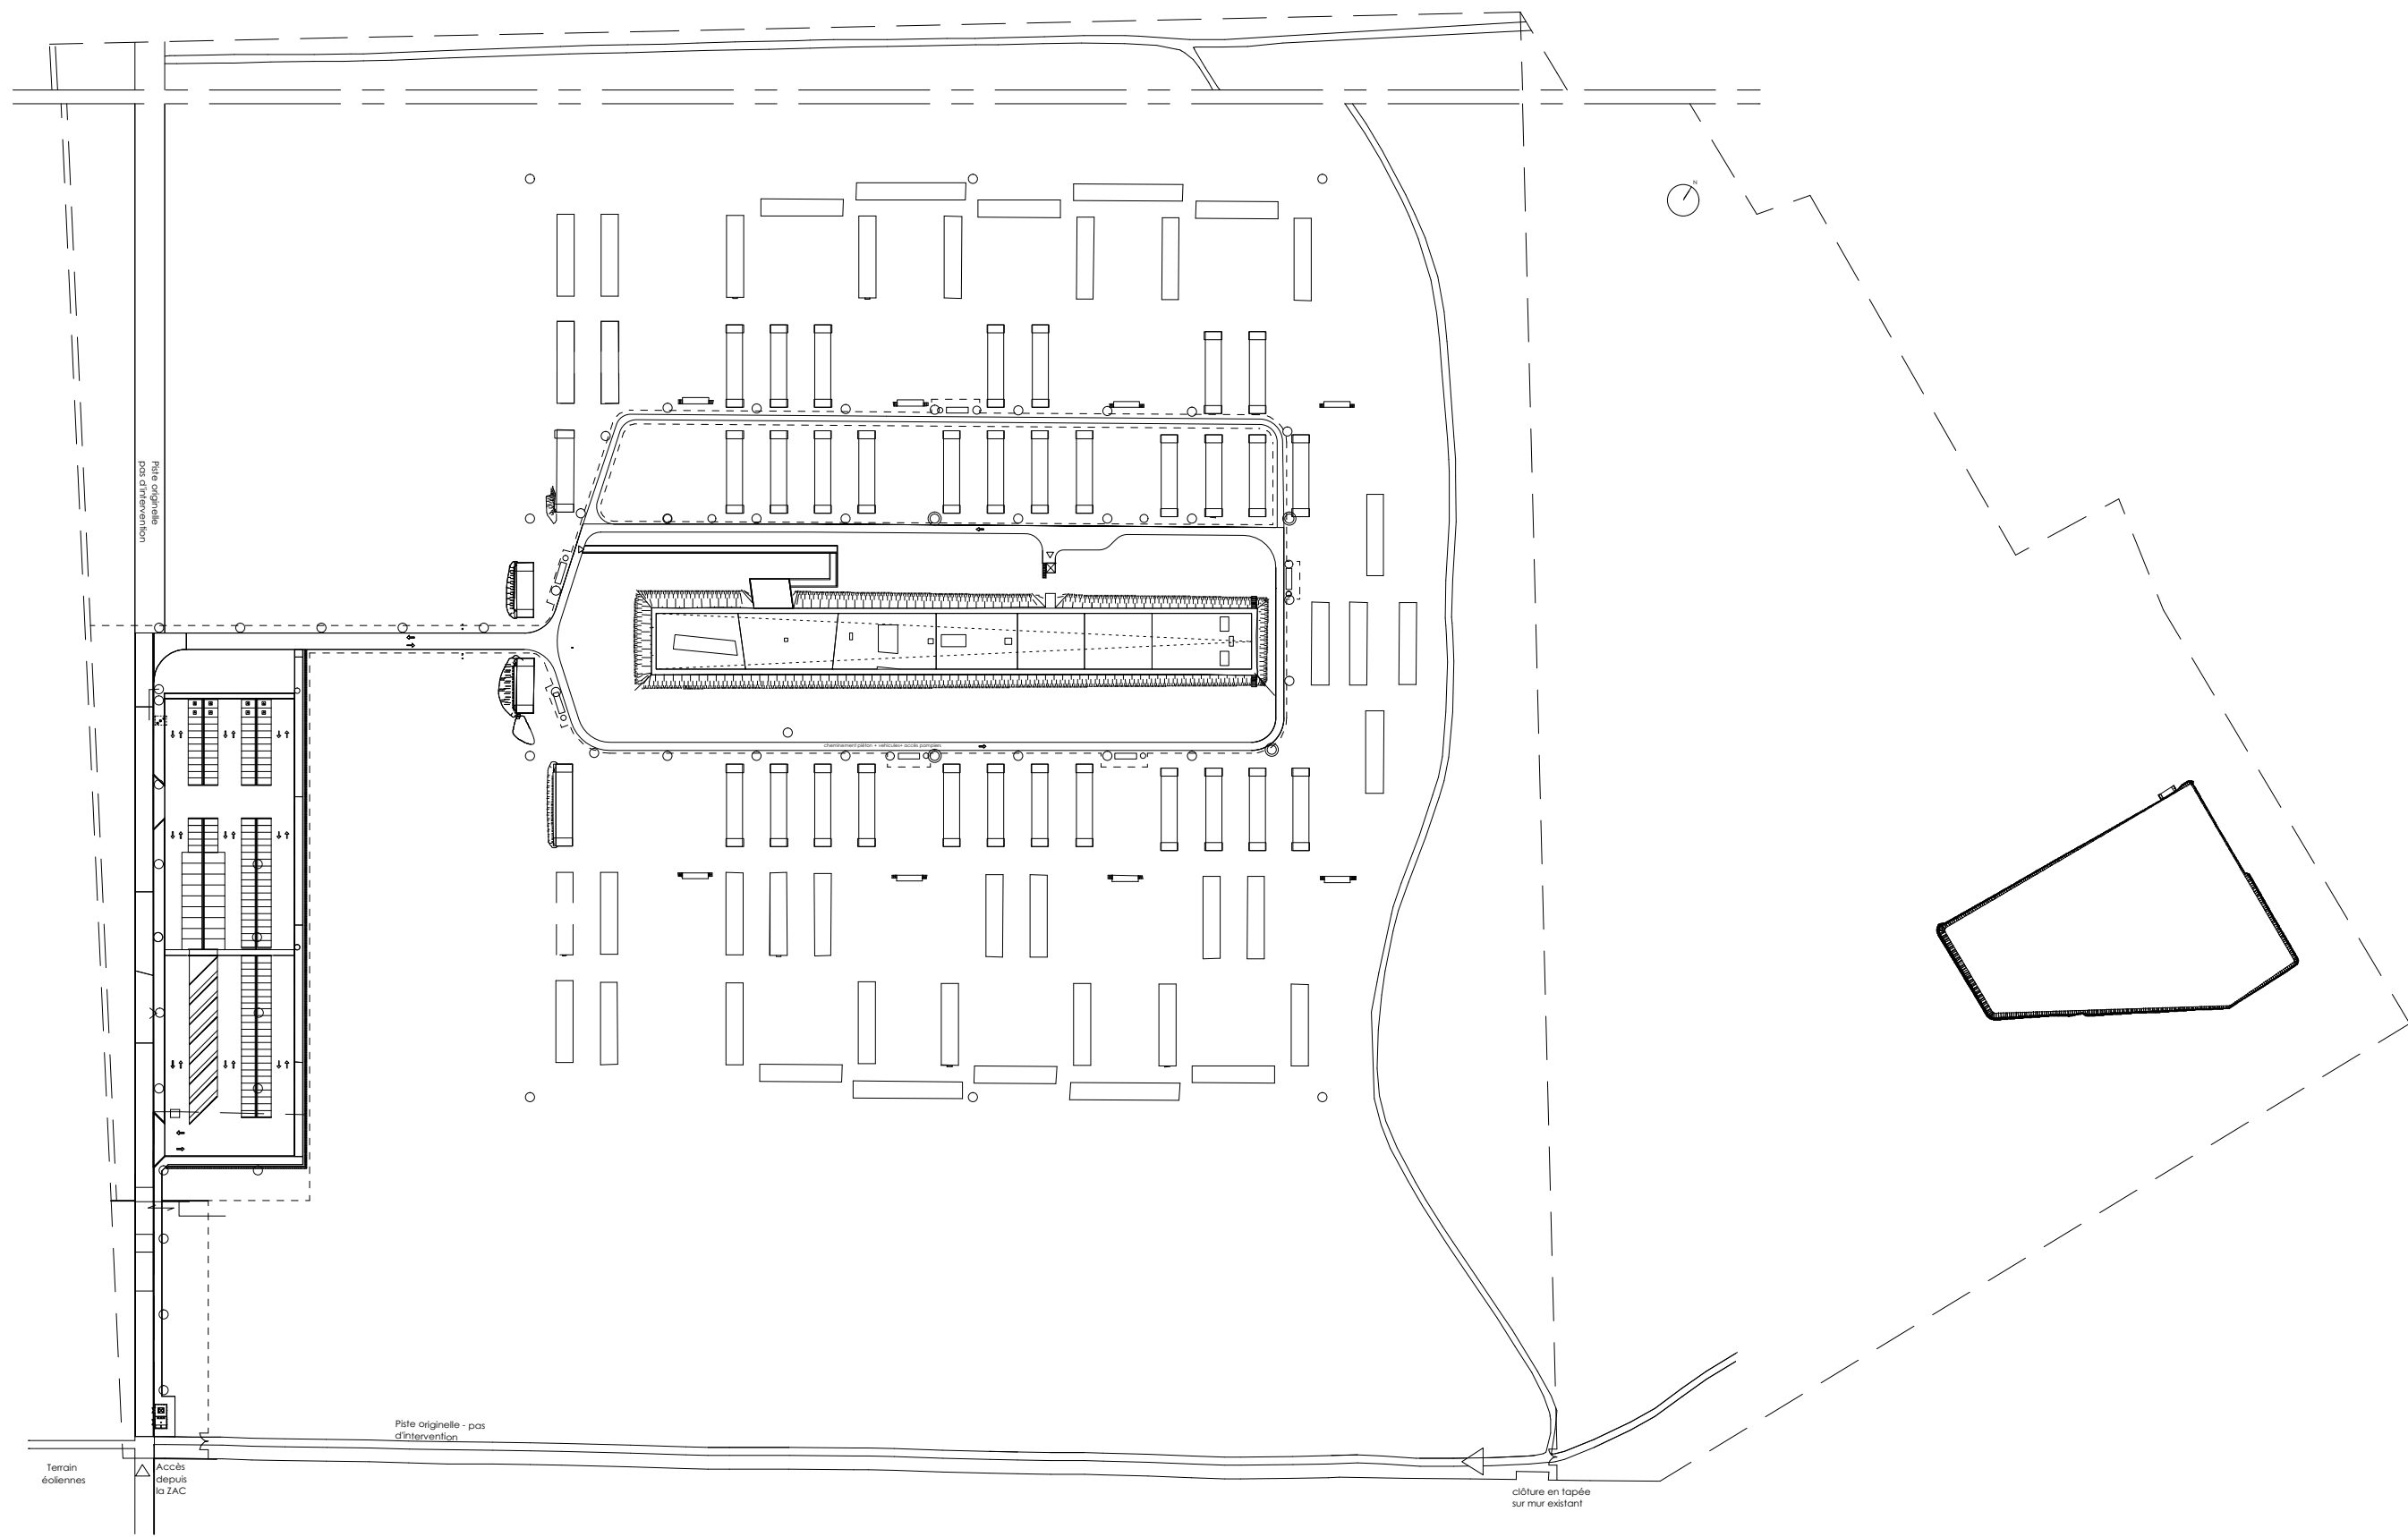 N
Piste originelle
pas d'intervention
cheminement piéton + véhicules+ accès pompiers
Piste originelle - pas
d'intervention
Terrain
éoliennes
Accès
depuis
la ZAC
clôture en tapée
sur mur existant